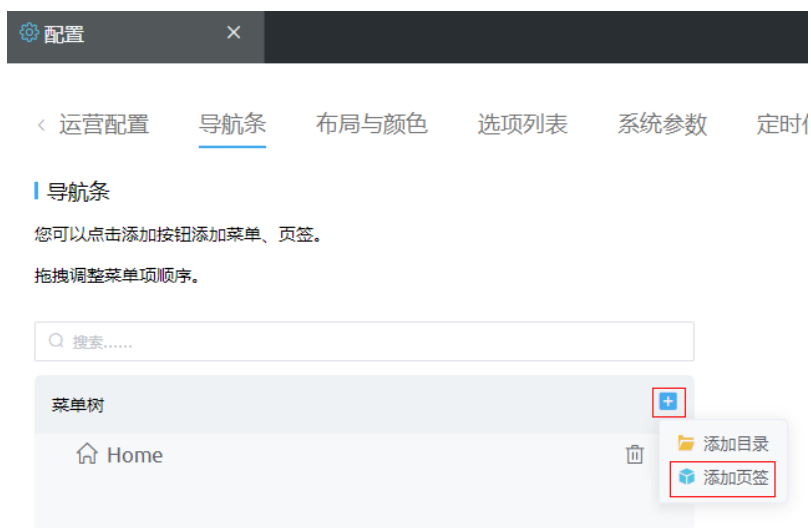 配置
运营配置 导航条 布局与颜色 选项列表 系统参数 定时
导航条
您可以点击添加按钮添加菜单、页签。
拖拽调整菜单项顺序。
搜索......
菜单树
添加目录
Home
添加页签